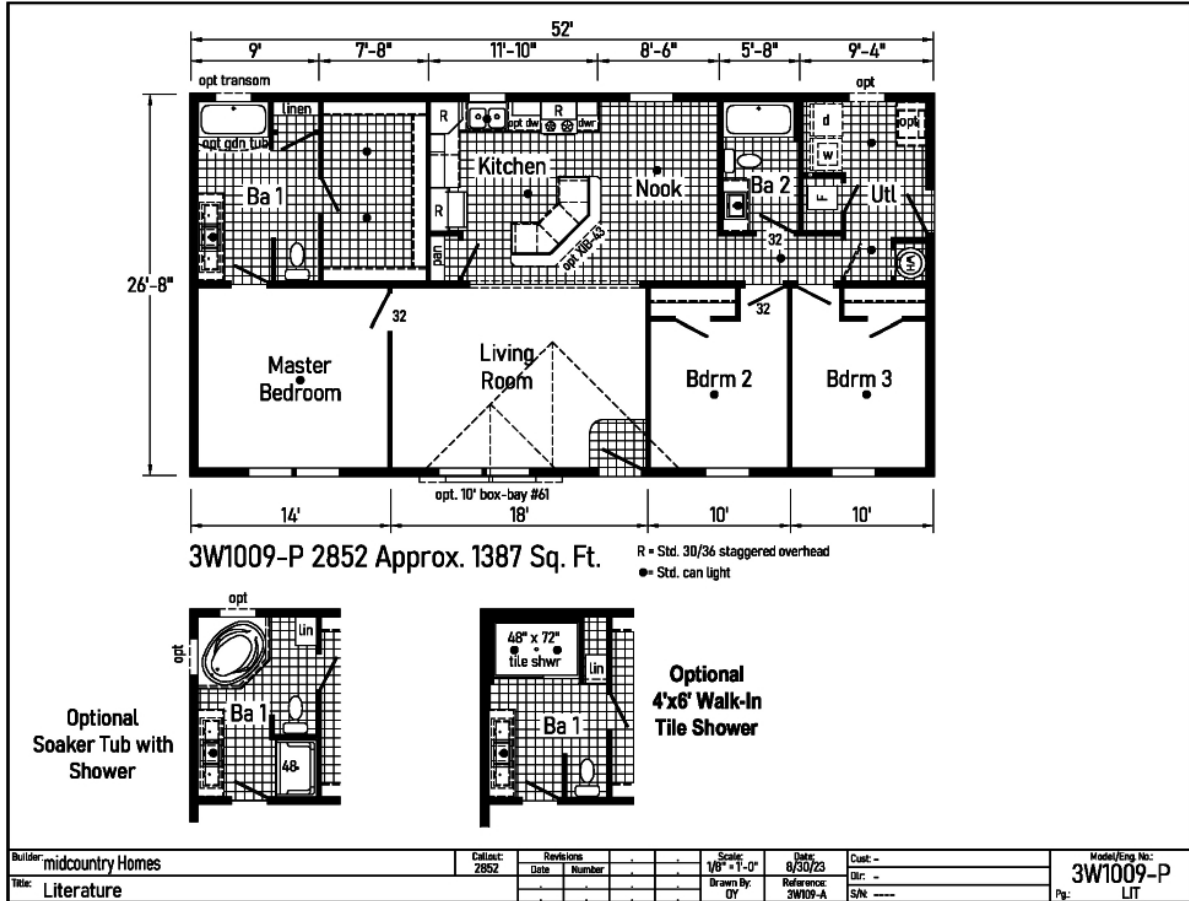 52'
9'
7'-8"
11'-10"
8'-6"
5'-8"
9'-4"
opt transom
opt
linen
R
opt dw
R
dwr
d
opt
opt gdn tub
Kitchen
w
Ba 1
Nook
Ba 2
F
Utl
R
pan
opt KIB-43
32
WH
26'-8"
32
32
Master
Bedroom
Living
Room
Bdrm 2
Bdrm 3
opt. 10' box-bay #61
14'
18'
10'
10'
3W1009-P 2852 Approx. 1387 Sq. Ft.
R = Std. 30/36 staggered overhead
●= Std. can light
opt
opt
lin
Ba 1
48
Optional
Soaker Tub with
Shower
48" x 72"
tile shwr
lin
Ba 1
Optional
4'x6' Walk-In
Tile Shower
Builder: midcountry Homes
Title: Literature
Callout:
2852
Revisions
Date Number
Scale:
1/8" = 1'-0"
Date:
8/30/23
Drawn By:
OY
Reference:
3W109-A
Cust: -
Dlr: -
S/N: ----
Model/Eng. No.:
3W1009-P
Pg.: LIT